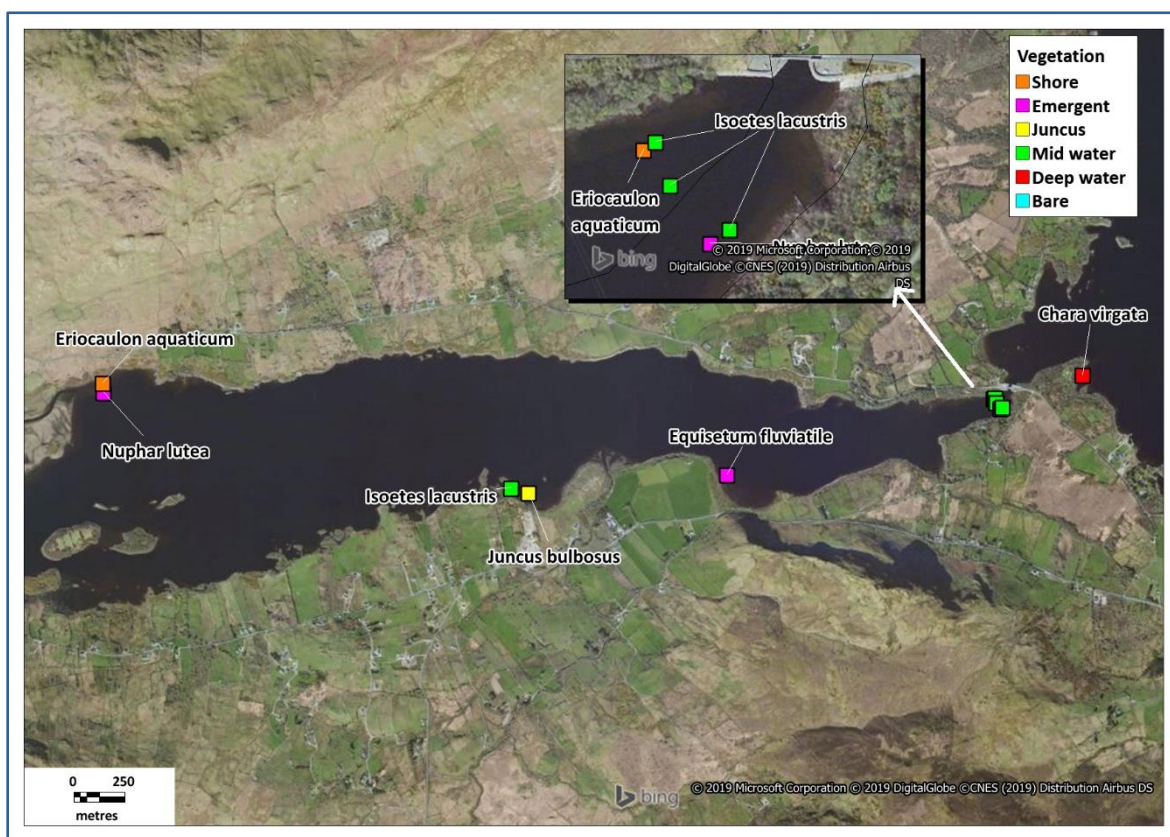 Vegetation
Shore
Emergent
Juncus
Mid water
Deep water
Bare
Isoetes lacustris
Eriocaulon
aquaticum
bing
© 2019 Microsoft Corporation © 2019
DigitalGlobe ©CNES (2019) Distribution Airbus
DS
Chara virgata
Eriocaulon aquaticum
Nuphar lutea
Equisetum fluviatile
Isoetes lacustris
Juncus bulbosus
0 250
metres
bing
© 2019 Microsoft Corporation © 2019 DigitalGlobe ©CNES (2019) Distribution Airbus DS